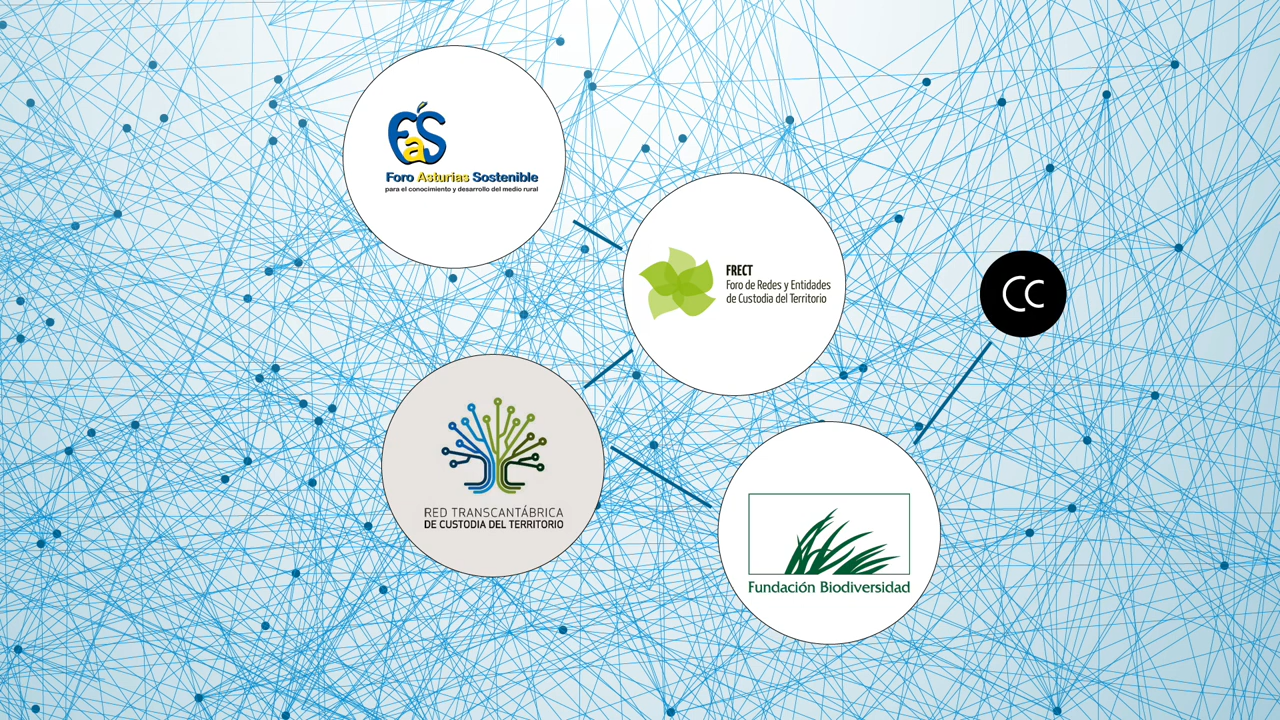 FaS
Foro Asturias Sostenible
para el conocimiento y desarrollo del medio rural
FRECT
Foro de Redes y Entidades
de Custodia del Territorio
CC
RED TRANSCANTÁBRICA
DE CUSTODIA DEL TERRITORIO
Fundación Biodiversidad